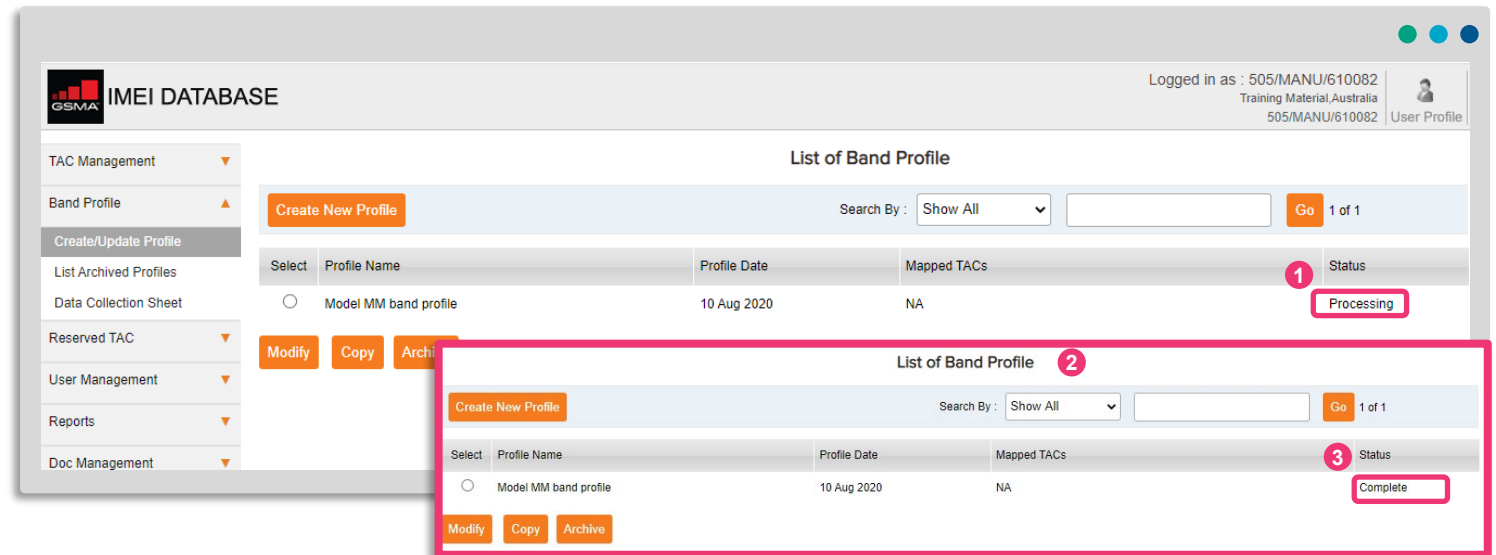 GSMA IMEI DATABASE
Logged in as : 505/MANU/610082
Training Material,Australia
505/MANU/610082
User Profile
TAC Management
Band Profile
Create/Update Profile
List Archived Profiles
Data Collection Sheet
Reserved TAC
User Management
Reports
Doc Management
List of Band Profile
Create New Profile Search By : Show All Go 1 of 1
Select Profile Name Profile Date Mapped TACs 1 Status
Model MM band profile 10 Aug 2020 NA Processing
Modify Copy Archi
List of Band Profile 2
Create New Profile Search By : Show All Go 1 of 1
Select Profile Name Profile Date Mapped TACs 3 Status
Model MM band profile 10 Aug 2020 NA Complete
Modify Copy Archive